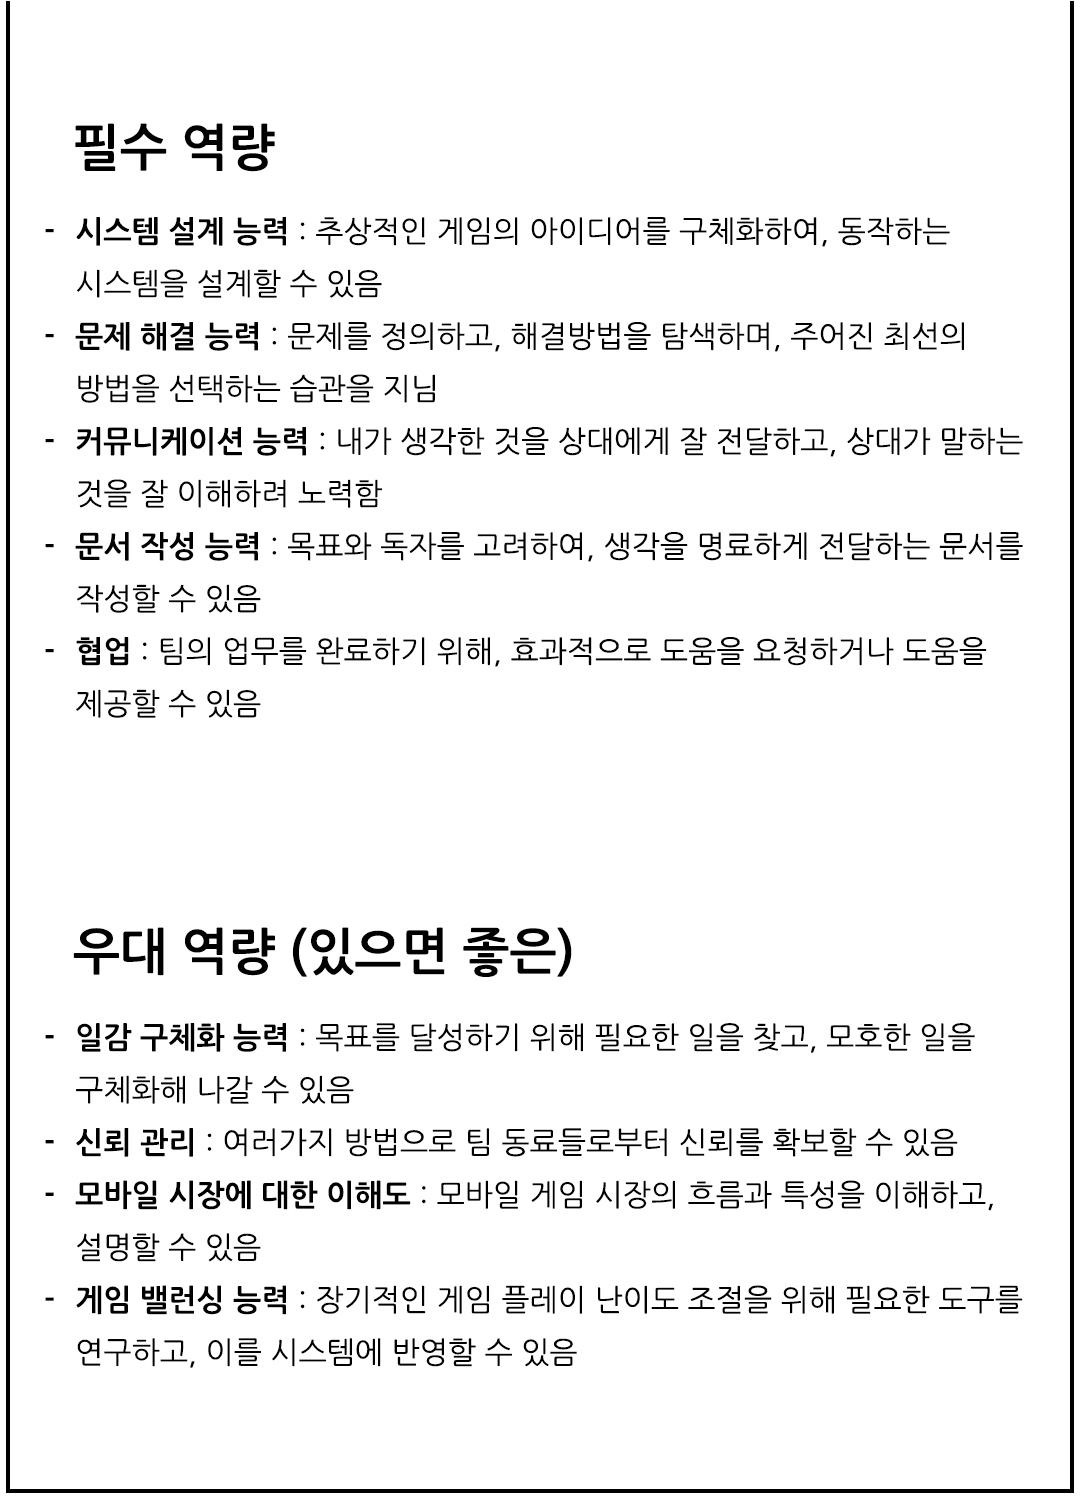 필수 역량
- 시스템 설계 능력 : 추상적인 게임의 아이디어를 구체화하여, 동작하는
시스템을 설계할 수 있음
- 문제 해결 능력 : 문제를 정의하고, 해결방법을 탐색하며, 주어진 최선의
방법을 선택하는 습관을 지님
- 커뮤니케이션 능력 : 내가 생각한 것을 상대에게 잘 전달하고, 상대가 말하는
것을 잘 이해하려 노력함
- 문서 작성 능력 : 목표와 독자를 고려하여, 생각을 명료하게 전달하는 문서를
작성할 수 있음
- 협업 : 팀의 업무를 완료하기 위해, 효과적으로 도움을 요청하거나 도움을
제공할 수 있음
우대 역량 (있으면 좋은)
- 일감 구체화 능력 : 목표를 달성하기 위해 필요한 일을 찾고, 모호한 일을
구체화해 나갈 수 있음
- 신뢰 관리 : 여러가지 방법으로 팀 동료들로부터 신뢰를 확보할 수 있음
- 모바일 시장에 대한 이해도 : 모바일 게임 시장의 흐름과 특성을 이해하고,
설명할 수 있음
- 게임 밸런싱 능력 : 장기적인 게임 플레이 난이도 조절을 위해 필요한 도구를
연구하고, 이를 시스템에 반영할 수 있음